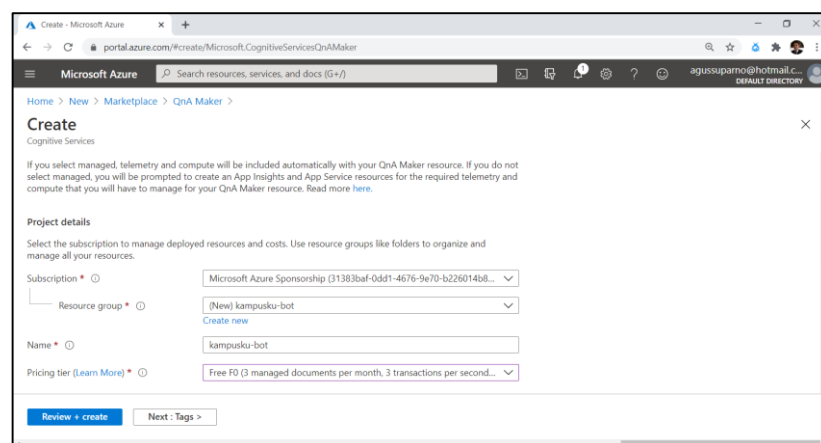 Create - Microsoft Azure
portal.azure.com/#create/Microsoft.CognitiveServicesQnAMaker
Microsoft Azure
Search resources, services, and docs (G+/)
1
agussuparno@hotmail.c...
DEFAULT DIRECTORY
Home > New > Marketplace > QnA Maker >
Create
Cognitive Services
If you select managed, telemetry and compute will be included automatically with your QnA Maker resource. If you do not
select managed, you will be prompted to create an App Insights and App Service resources for the required telemetry and
compute that you will have to manage for your QnA Maker resource. Read more here.
Project details
Select the subscription to manage deployed resources and costs. Use resource groups like folders to organize and
manage all your resources.
Subscription *
Microsoft Azure Sponsorship (31383baf-0dd1-4676-9e70-b226014b8...
Resource group *
(New) kampusku-bot
Create new
Name *
kampusku-bot
Pricing tier (Learn More) *
Free F0 (3 managed documents per month, 3 transactions per second...
Review + create
Next : Tags >